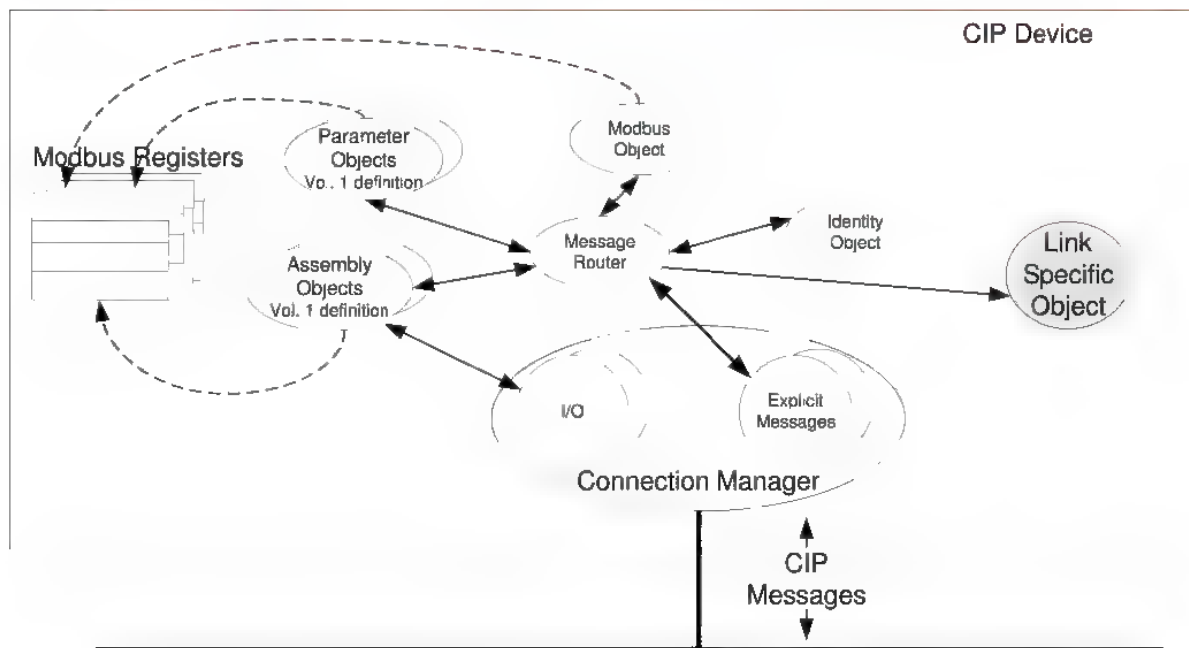 CIP Device
Modbus Registers
Parameter
Objects
Vol. 1 definition
Modbus
Object
Message
Router
Identity
Object
Link
Specific
Object
Assembly
Objects
Vol. 1 definition
I/O
Explicit
Messages
Connection Manager
CIP
Messages